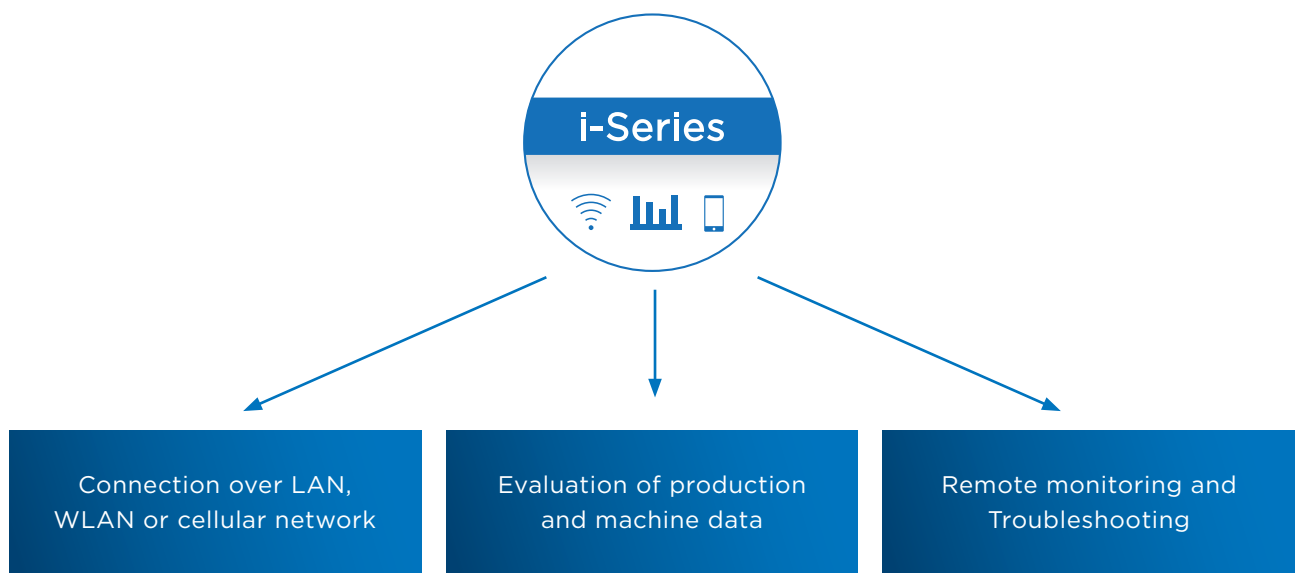 i-Series
Connection over LAN,
WLAN or cellular network
Evaluation of production
and machine data
Remote monitoring and
Troubleshooting